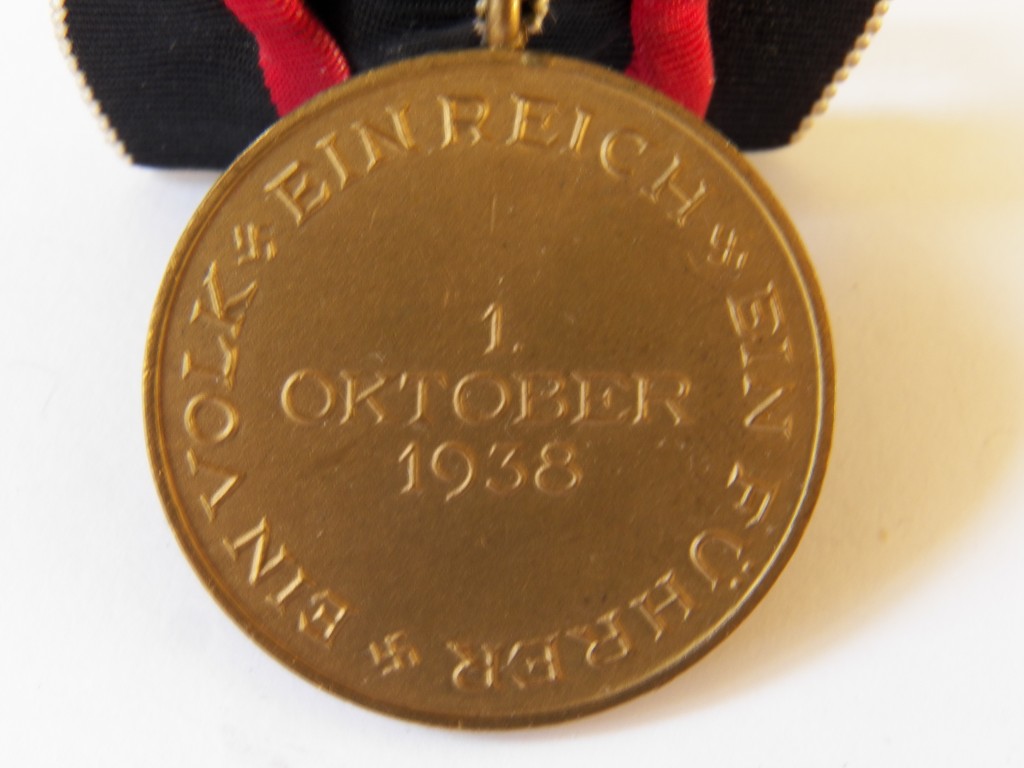 EIN VOLK EIN REICH EIN FÜHRER
1.
OKTOBER
1938